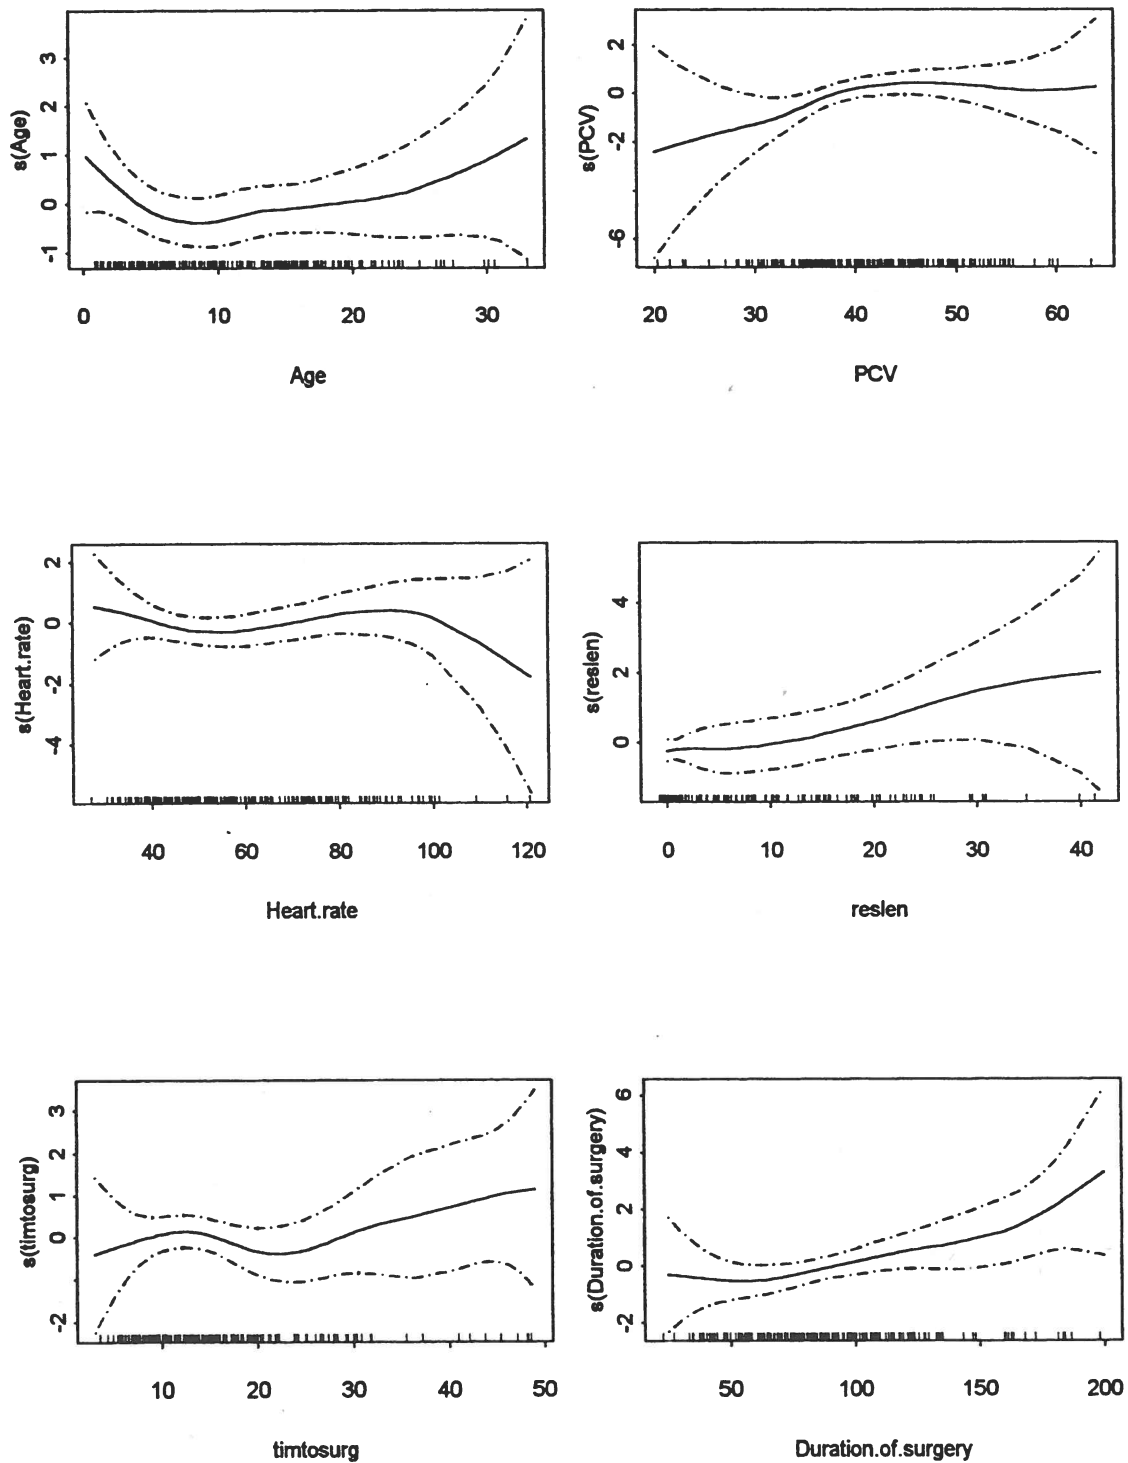 s(Age)
3
2
1
0
-1
0 10 20 30
Age
s(PCV)
2
0
-2
-6
20 30 40 50 60
PCV
s(Heart.rate)
2
0
-2
-4
40 60 80 100 120
Heart.rate
s(reslen)
4
2
0
0 10 20 30 40
reslen
s(timtosurg)
3
2
1
0
-2
10 20 30 40 50
timtosurg
s(Duration.of.surgery)
6
4
2
0
-2
50 100 150 200
Duration.of.surgery